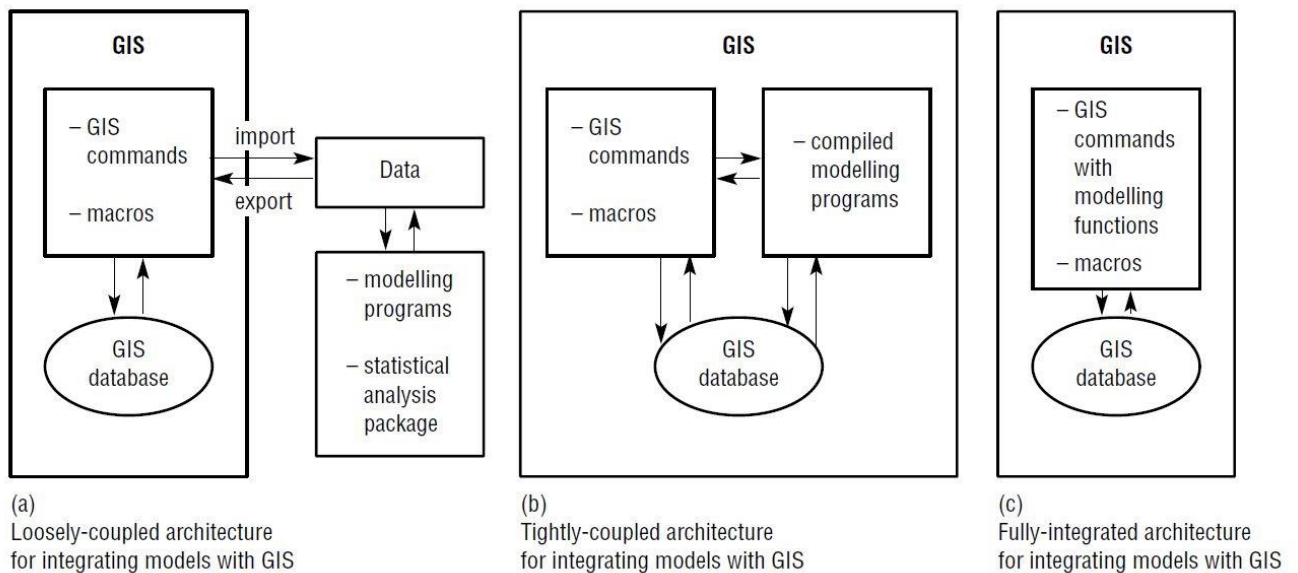 GIS
– GIS
commands
– macros
import
export
Data
– modelling
programs
– statistical
analysis
package
GIS
database
(a)
Loosely-coupled architecture
for integrating models with GIS
GIS
– GIS
commands
– macros
– compiled
modelling
programs
GIS
database
(b)
Tightly-coupled architecture
for integrating models with GIS
GIS
– GIS
commands
with
modelling
functions
– macros
GIS
database
(c)
Fully-integrated architecture
for integrating models with GIS